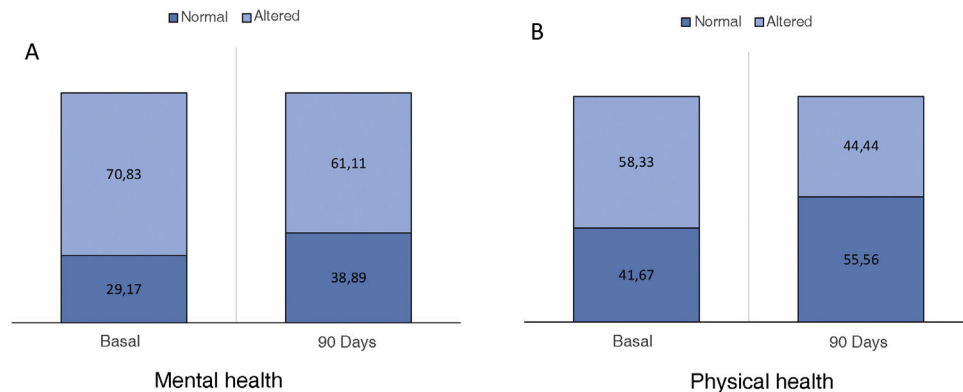 Normal Altered
A
70,83
61,11
29,17
38,89
Basal
90 Days
Mental health
Normal Altered
B
58,33
44,44
41,67
55,56
Basal
90 Days
Physical health